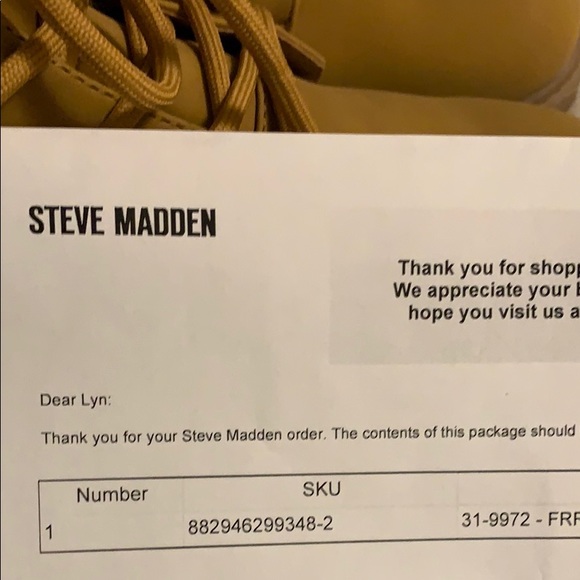 STEVE MADDEN
Thank you for shopp
We appreciate your
hope you visit us a
Dear Lyn:
Thank you for your Steve Madden order. The contents of this package should
Number SKU
1 882946299348-2 31-9972 - FRF